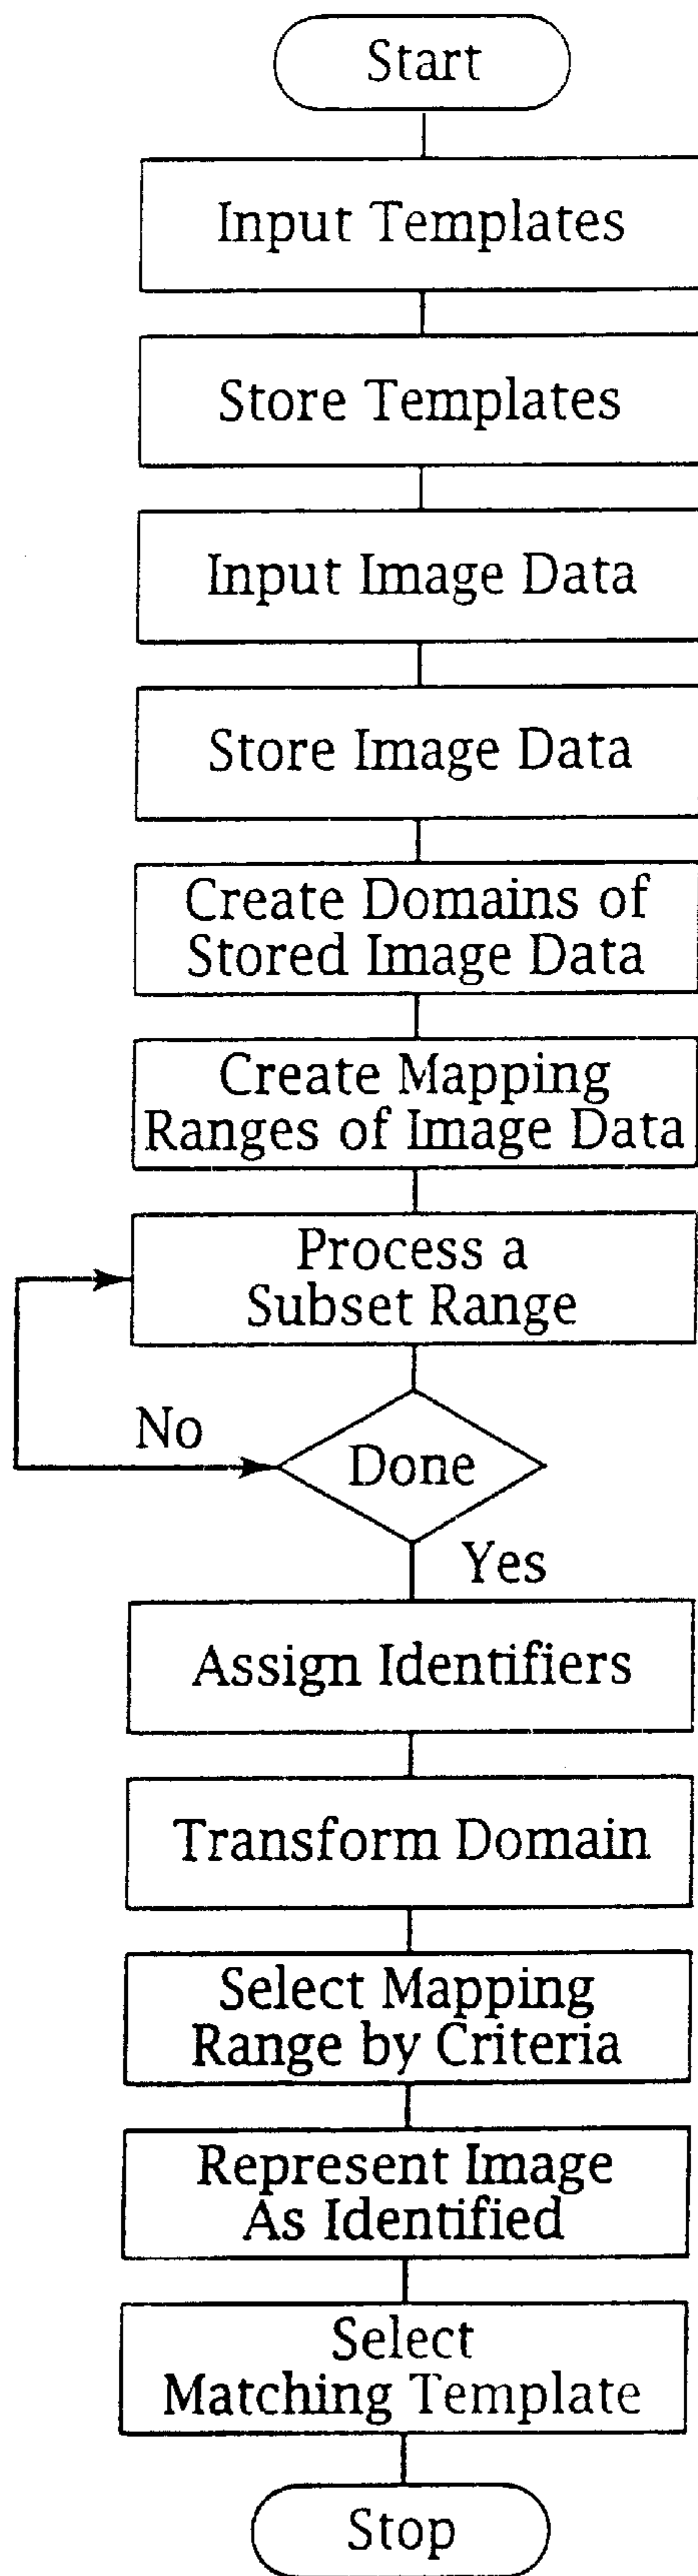 Start
Input Templates
Store Templates
Input Image Data
Store Image Data
Create Domains of
Stored Image Data
Create Mapping
Ranges of Image Data
Process a
Subset Range
No
Done
Yes
Assign Identifiers
Transform Domain
Select Mapping
Range by Criteria
Represent Image
As Identified
Select
Matching Template
Stop